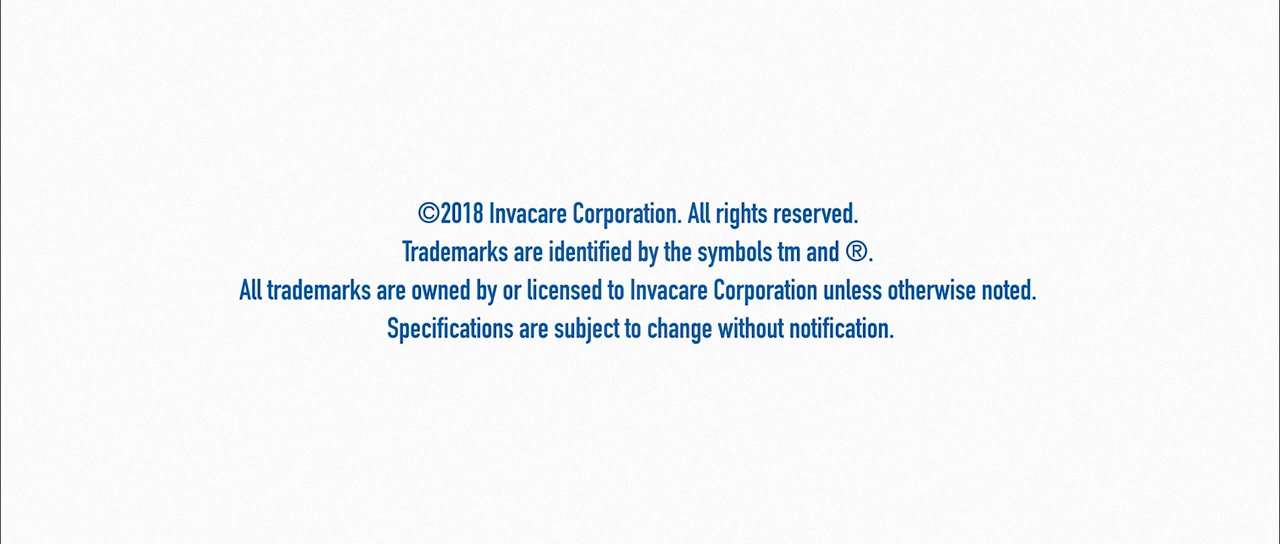 ©2018 Invacare Corporation. All rights reserved.
Trademarks are identified by the symbols tm and ®.
All trademarks are owned by or licensed to Invacare Corporation unless otherwise noted.
Specifications are subject to change without notification.